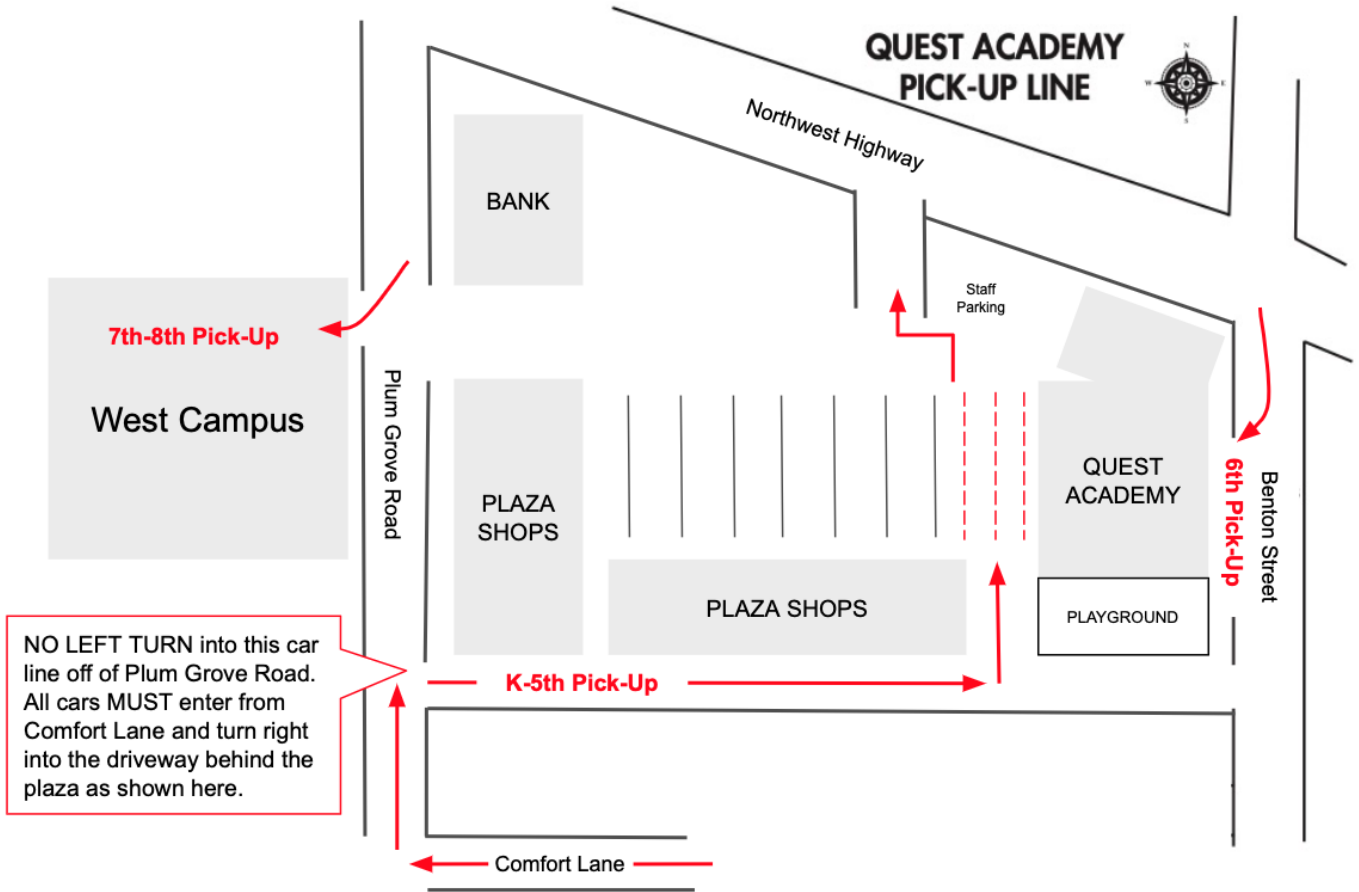 QUEST ACADEMY
PICK-UP LINE
N
W
E
S
Northwest Highway
BANK
Staff
Parking
7th-8th Pick-Up
West Campus
Plum Grove Road
PLAZA
SHOPS
QUEST
ACADEMY
6th Pick-Up
Benton Street
PLAZA SHOPS
PLAYGROUND
NO LEFT TURN into this car
line off of Plum Grove Road.
All cars MUST enter from
Comfort Lane and turn right
into the driveway behind the
plaza as shown here.
K-5th Pick-Up
Comfort Lane